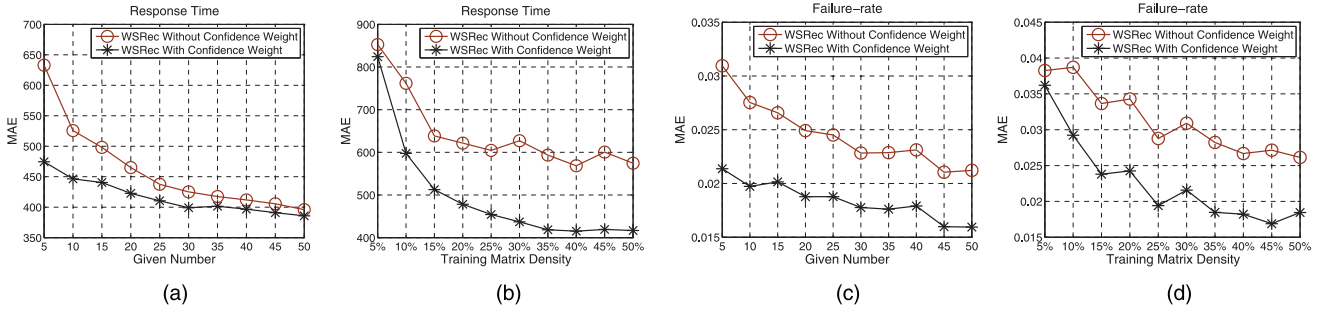 Response Time
MAE
700
650
600
550
500
450
400
350
WSRec Without Confidence Weight
WSRec With Confidence Weight
5 10 15 20 25 30 35 40 45 50
Given Number
(a)
Response Time
MAE
900
800
700
600
500
400
WSRec Without Confidence Weight
WSRec With Confidence Weight
5% 10% 15% 20% 25% 30% 35% 40% 45% 50%
Training Matrix Density
(b)
Failure-rate
MAE
0.035
0.03
0.025
0.02
0.015
WSRec Without Confidence Weight
WSRec With Confidence Weight
5 10 15 20 25 30 35 40 45 50
Given Number
(c)
Failure-rate
MAE
0.045
0.04
0.035
0.03
0.025
0.02
0.015
WSRec Without Confidence Weight
WSRec With Confidence Weight
5% 10% 15% 20% 25% 30% 35% 40% 45% 50%
Training Matrix Density
(d)